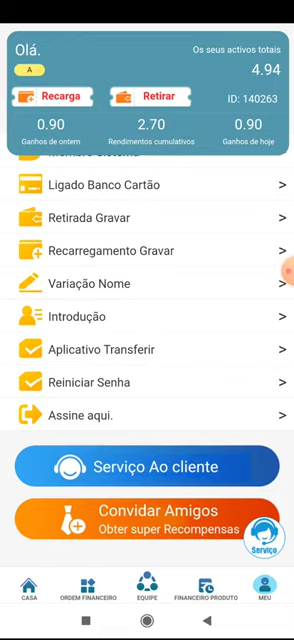 Olá.
Os seus activos totais
A
4.94
Recarga
Retirar
ID: 140263
0.90
2.70
0.90
Ganhos de ontem
Rendimentos cumulativos
Ganhos de hoje
Membro Sistema
Ligado Banco Cartão >
Retirada Gravar >
Recarregamento Gravar >
Variação Nome >
Introdução >
Aplicativo Transferir >
Reiniciar Senha >
Assine aqui. >
Serviço Ao cliente
Convidar Amigos
Obter super Recompensas
Serviço
CASA
ORDEM FINANCEIRO
EQUIPE
FINANCEIRO PRODUTO
MEU